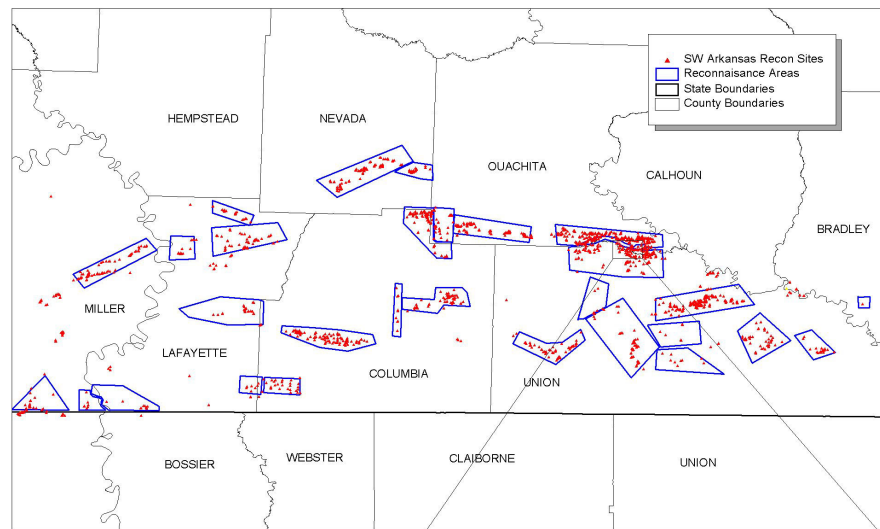 SW Arkansas Recon Sites
Reconnaisance Areas
State Boundaries
County Boundaries
HEMPSTEAD
NEVADA
OUACHITA
CALHOUN
BRADLEY
MILLER
LAFAYETTE
COLUMBIA
UNION
BOSSIER
WEBSTER
CLAIBORNE
UNION